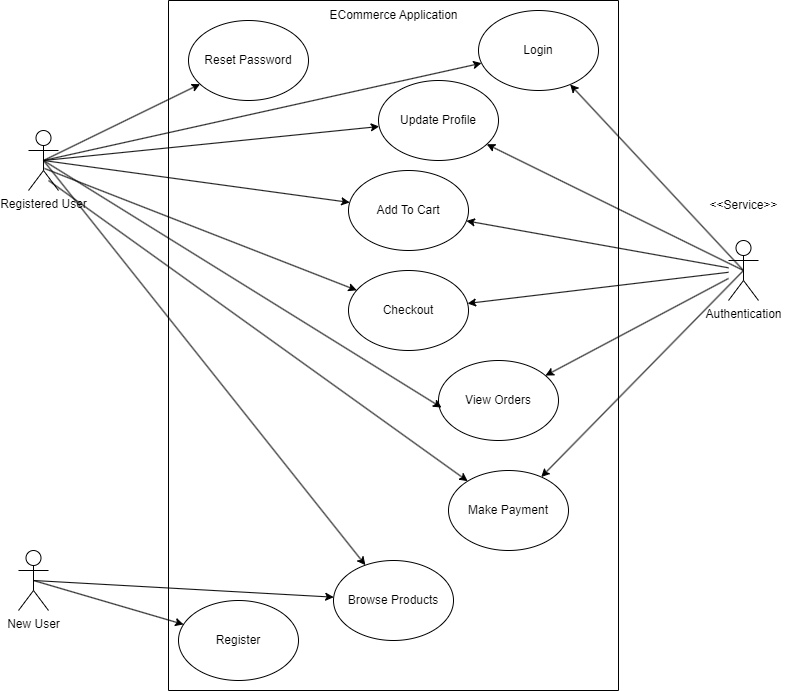 ECommerce Application
Reset Password
Login
Update Profile
Registered User
Add To Cart
<<Service>>
Checkout
Authentication
View Orders
Make Payment
Browse Products
New User
Register